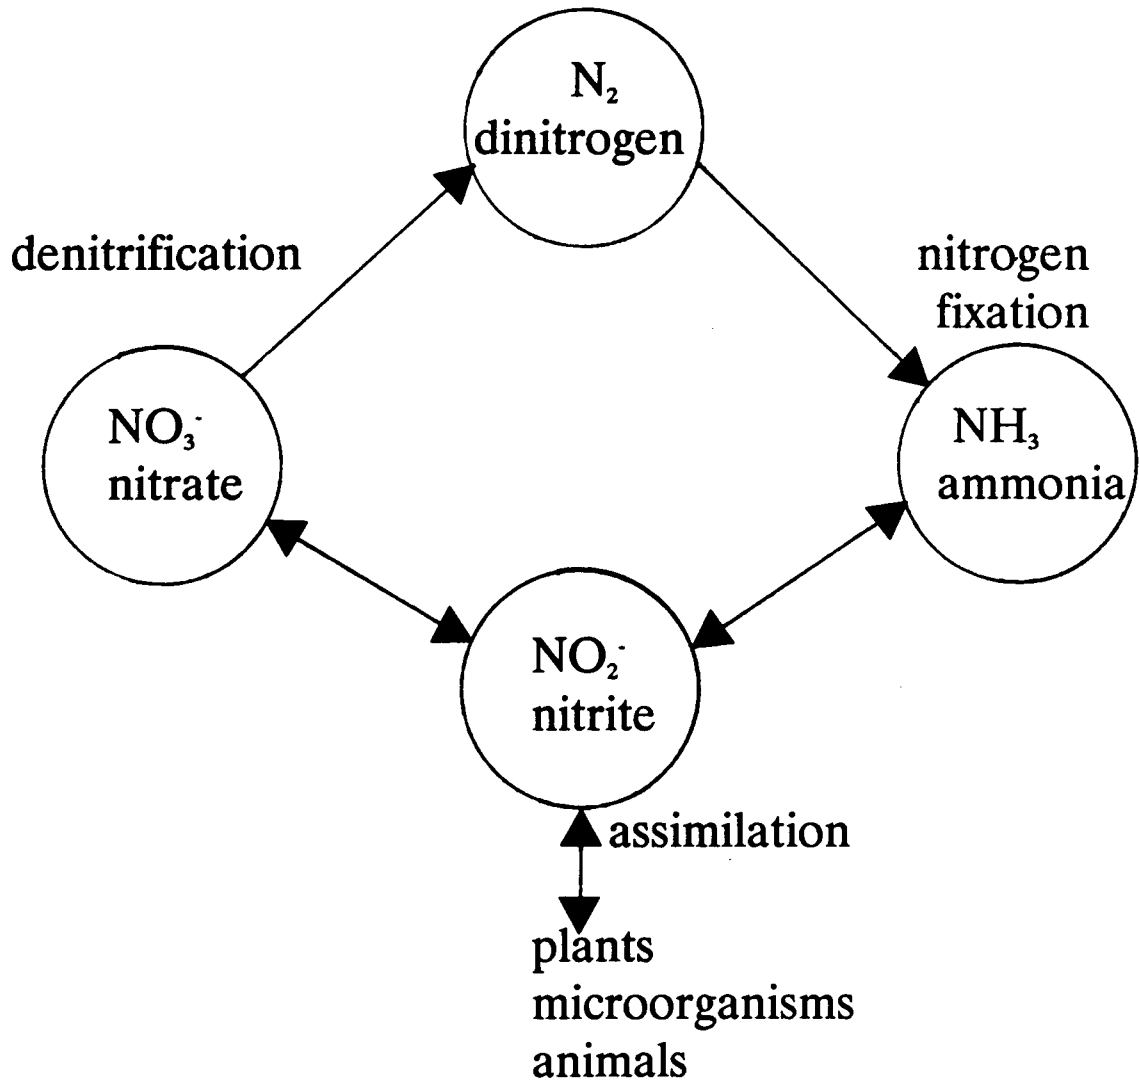 N₂
dinitrogen
denitrification
nitrogen
fixation
NO₃⁻
nitrate
NH₃
ammonia
NO₂⁻
nitrite
assimilation
plants
microorganisms
animals